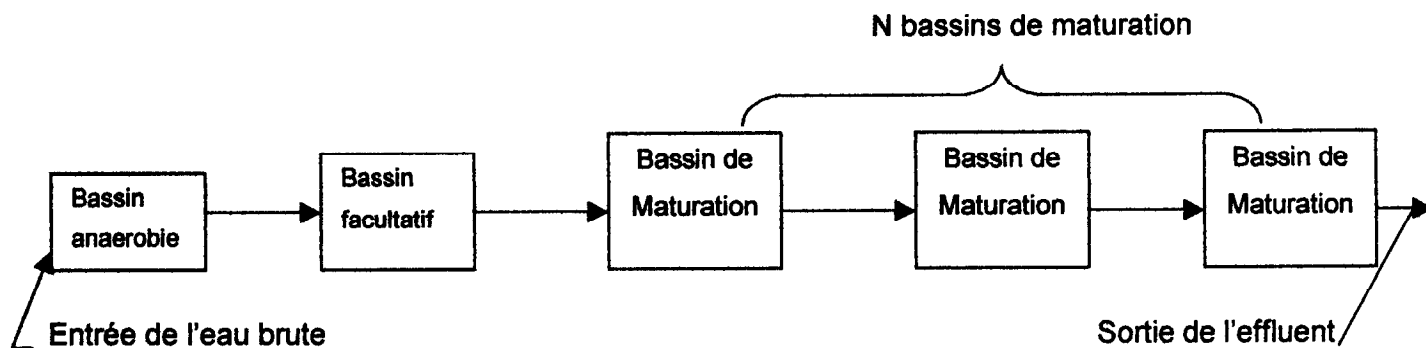 N bassins de maturation
Bassin
anaerobie
Bassin
facultatif
Bassin de
Maturation
Bassin de
Maturation
Bassin de
Maturation
Entrée de l'eau brute
Sortie de l'effluent